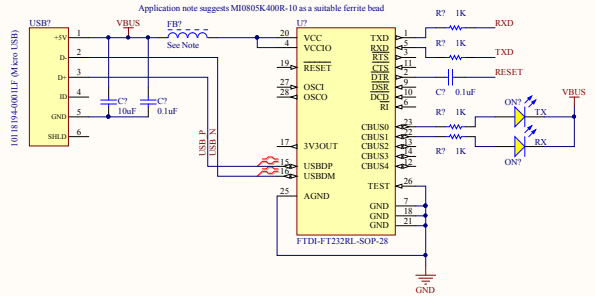 Application note suggests MI0805K400R-10 as a suitable ferrite bead
USB?
VBUS
FB?
See Note
U?
R? 1K
RXD
+5V 1
D- 2
D+ 3
ID 4
GND 5
SHLD 6
10118194-0001LF (Micro USB)
C?
10uF
C?
0.1uF
USB_P
USB_N
20 VCC
4 VCCIO
19 RESET
27 OSCI
28 OSCO
17 3V3OUT
15 USBDP
16 USBDM
25 AGND
TXD 1
RXD 5
RTS 3
CTS 11
DTR 2
DSR 9
DCD 10
RI 6
CBUS0 23
CBUS1 22
CBUS2 13
CBUS3 14
CBUS4 12
TEST 26
GND 7
GND 18
GND 21
FTDI-FT232RL-SOP-28
R? 1K
TXD
RESET
C? 0.1uF
R? 1K
R? 1K
ON?
TX
VBUS
RX
ON?
GND